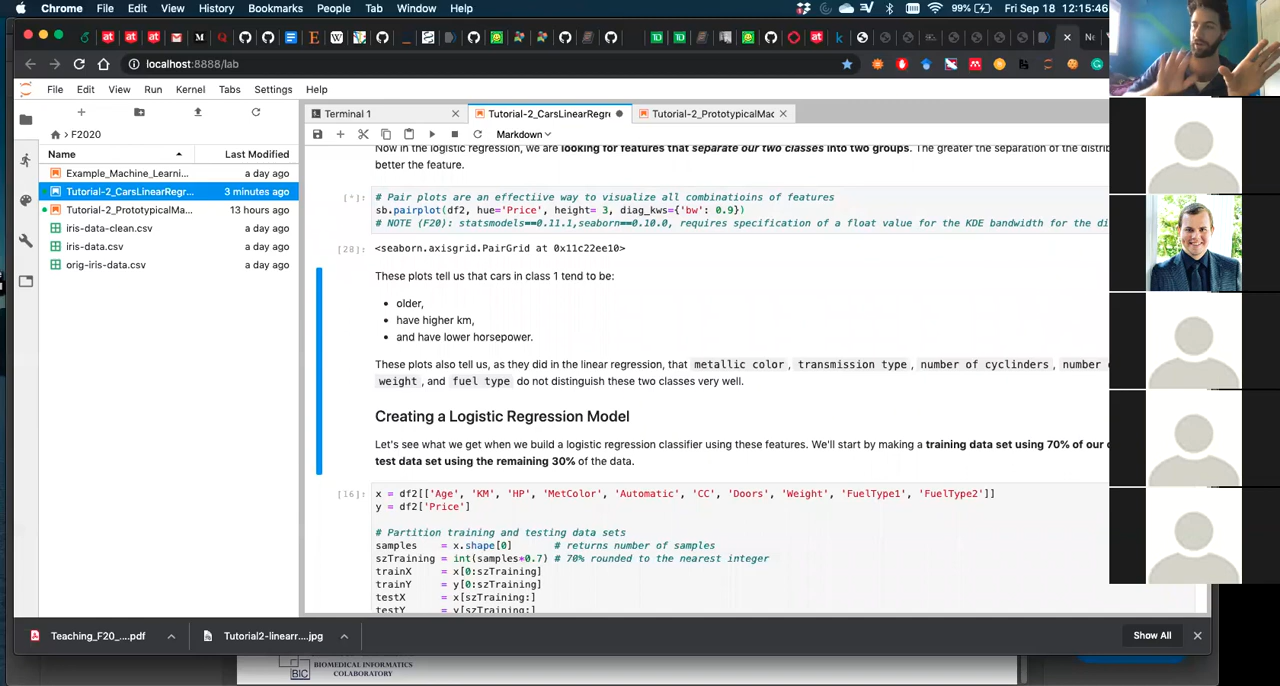 Chrome File Edit View History Bookmarks People Tab Window Help 99% Fri Sep 18 12:15:46
localhost:8888/lab
File Edit View Run Kernel Tabs Settings Help
Terminal 1 Tutorial-2_CarsLinearRegre Tutorial-2_PrototypicalMac
Markdown
F2020
Name Last Modified
Example_Machine_Learni... a day ago
Tutorial-2_CarsLinearRegr... 3 minutes ago
Tutorial-2_PrototypicalMa... 13 hours ago
iris-data-clean.csv a day ago
iris-data.csv a day ago
orig-iris-data.csv a day ago
Now in the logistic regression, we are looking for features that separate our two classes into two groups. The greater the separation of the distrib
better the feature.
[*]: # Pair plots are an effectiive way to visualize all combinatioins of features
sb.pairplot(df2, hue='Price', height= 3, diag_kws={'bw': 0.9})
# NOTE (F20): statsmodels==0.11.1,seaborn==0.10.0, requires specification of a float value for the KDE bandwidth for the di
[28]: <seaborn.axisgrid.PairGrid at 0x11c22ee10>
These plots tell us that cars in class 1 tend to be:
• older,
• have higher km,
• and have lower horsepower.
These plots also tell us, as they did in the linear regression, that metallic color, transmission type, number of cyclinders, number
weight, and fuel type do not distinguish these two classes very well.
Creating a Logistic Regression Model
Let's see what we get when we build a logistic regression classifier using these features. We'll start by making a training data set using 70% of our
test data set using the remaining 30% of the data.
[16]: x = df2[['Age', 'KM', 'HP', 'MetColor', 'Automatic', 'CC', 'Doors', 'Weight', 'FuelType1', 'FuelType2']]
y = df2['Price']
# Partition training and testing data sets
samples = x.shape[0] # returns number of samples
szTraining = int(samples*0.7) # 70% rounded to the nearest integer
trainX = x[0:szTraining]
trainY = y[0:szTraining]
testX = x[szTraining:]
testY = y[szTraining:]
Teaching_F20_....pdf Tutorial2-linearr....jpg Show All
BIC BIOMEDICAL INFORMATICS
COLABORATORY